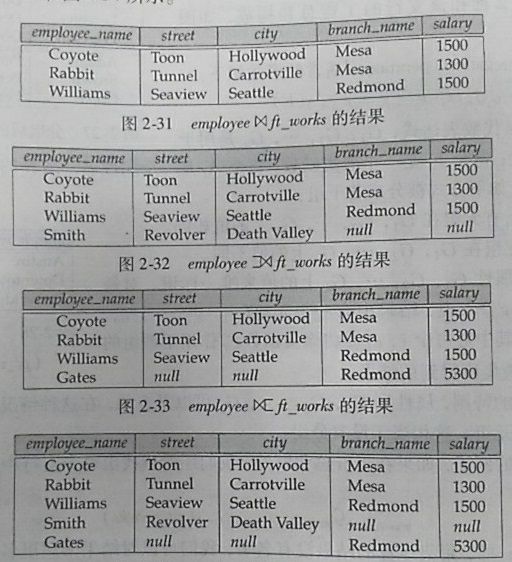 employee_name street city branch_name salary
Coyote Toon Hollywood Mesa 1500
Rabbit Tunnel Carrotville Mesa 1300
Williams Seaview Seattle Redmond 1500
图 2-31 employee ⋈ ft_works 的结果
employee_name street city branch_name salary
Coyote Toon Hollywood Mesa 1500
Rabbit Tunnel Carrotville Mesa 1300
Williams Seaview Seattle Redmond 1500
Smith Revolver Death Valley null null
图 2-32 employee ⟕ ft_works 的结果
employee_name street city branch_name salary
Coyote Toon Hollywood Mesa 1500
Rabbit Tunnel Carrotville Mesa 1300
Williams Seaview Seattle Redmond 1500
Gates null null Redmond 5300
图 2-33 employee ⟖ ft_works 的结果
employee_name street city branch_name salary
Coyote Toon Hollywood Mesa 1500
Rabbit Tunnel Carrotville Mesa 1300
Williams Seaview Seattle Redmond 1500
Smith Revolver Death Valley null null
Gates null null Redmond 5300